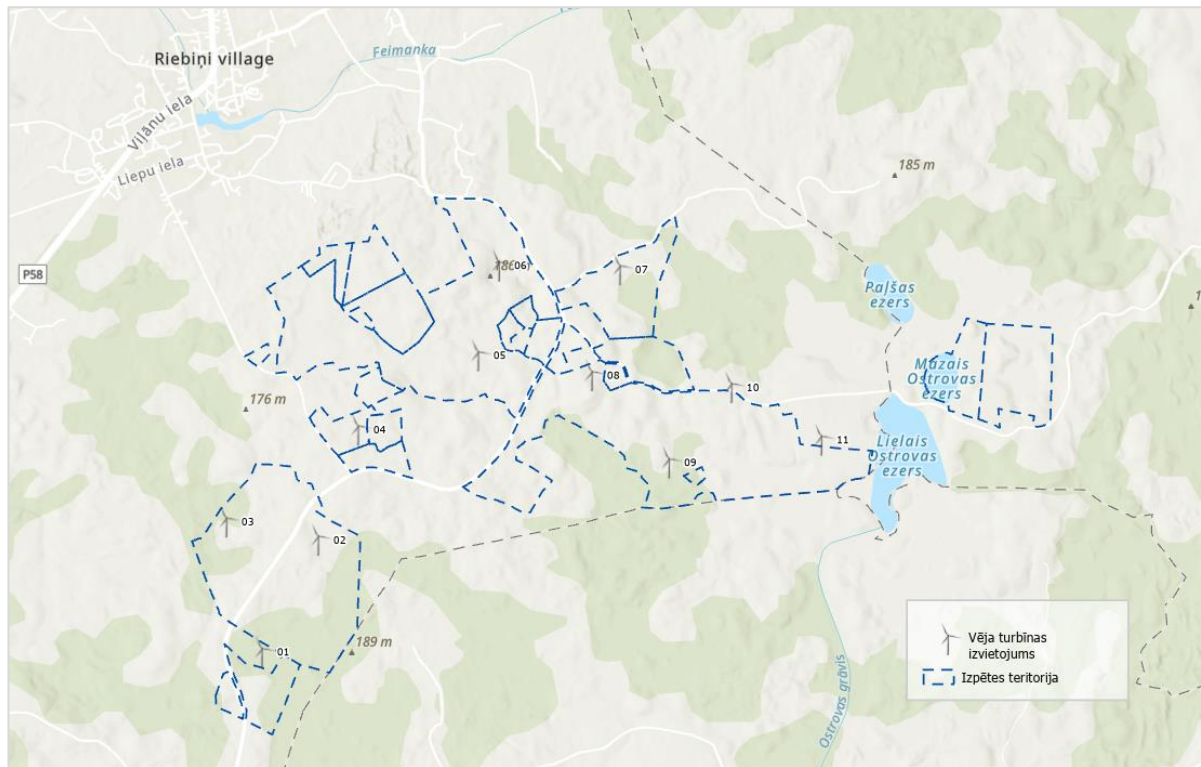 Riebiņi village
Feimanka
Viļānu iela
Liepu iela
185 m
P58
186
06
07
Paļšas
ezers
05
08
10
Mazais
Ostrovas
ezers
176 m
04
11
Lielais
Ostrovas
ezers
09
03
02
01
189 m
Ostrovas grāvis
Vēja turbīnas
izvietojums
Izpētes teritorija